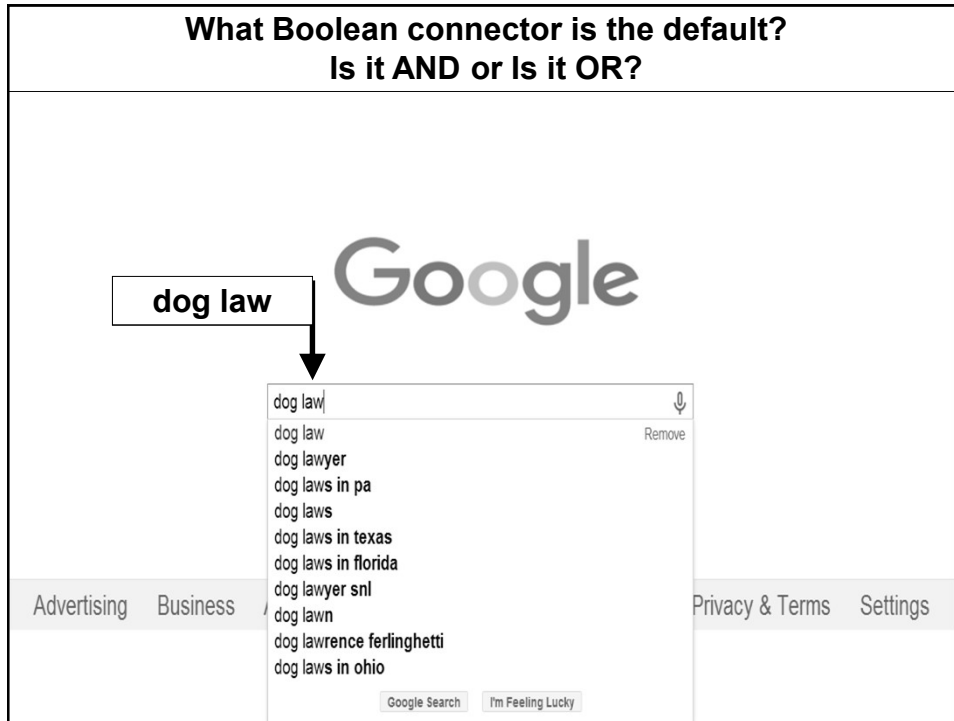 What Boolean connector is the default?
Is it AND or Is it OR?
Google
dog law
dog law
dog law Remove
dog lawyer
dog laws in pa
dog laws
dog laws in texas
dog laws in florida
dog lawyer snl
dog lawn
dog lawrence ferlinghetti
dog laws in ohio
Advertising Business Privacy & Terms Settings
Google Search I'm Feeling Lucky